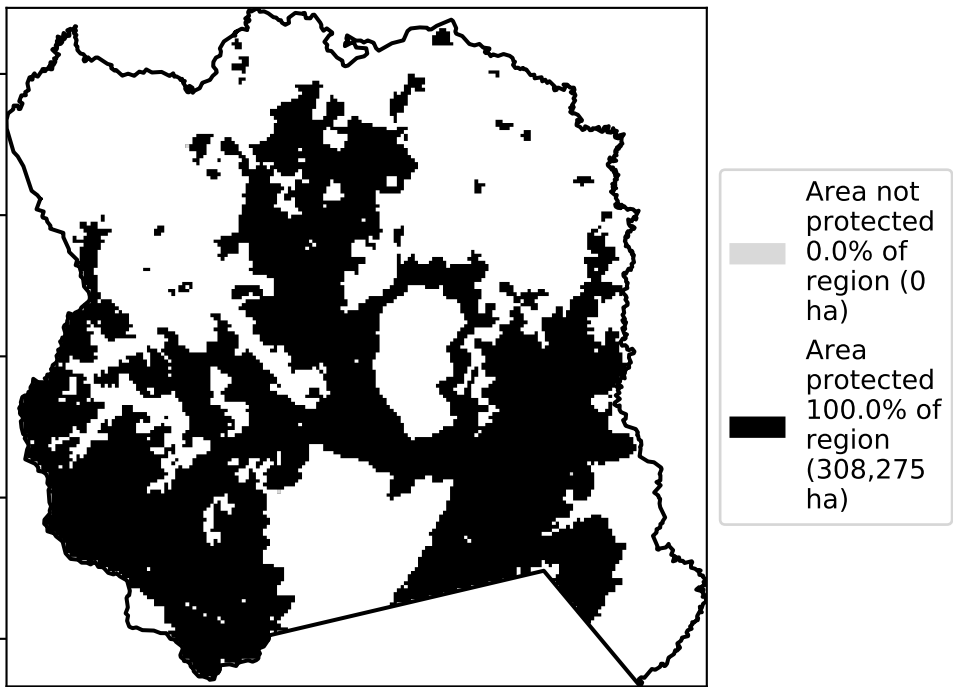 Area not
protected
0.0% of
region (0
ha)
Area
protected
100.0% of
region
(308,275
ha)